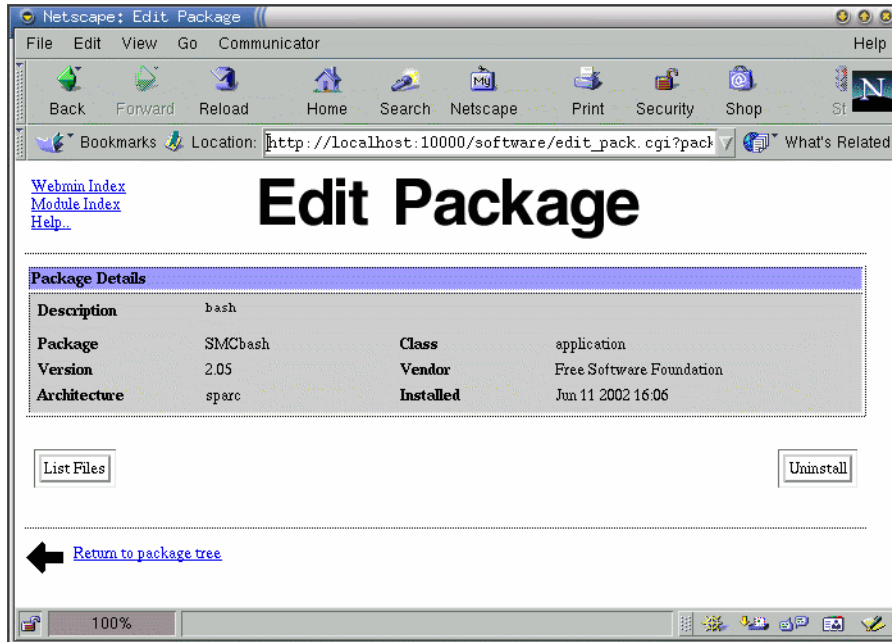 Netscape: Edit Package
File Edit View Go Communicator Help
Back Forward Reload Home Search Netscape Print Security Shop St N
My
Bookmarks Location: http://localhost:10000/software/edit_pack.cgi?pack What's Related
Webmin Index
Module Index
Help..
Edit Package
Package Details
Description bash
Package SMCbash Class application
Version 2.05 Vendor Free Software Foundation
Architecture sparc Installed Jun 11 2002 16:06
List Files Uninstall
Return to package tree
100%